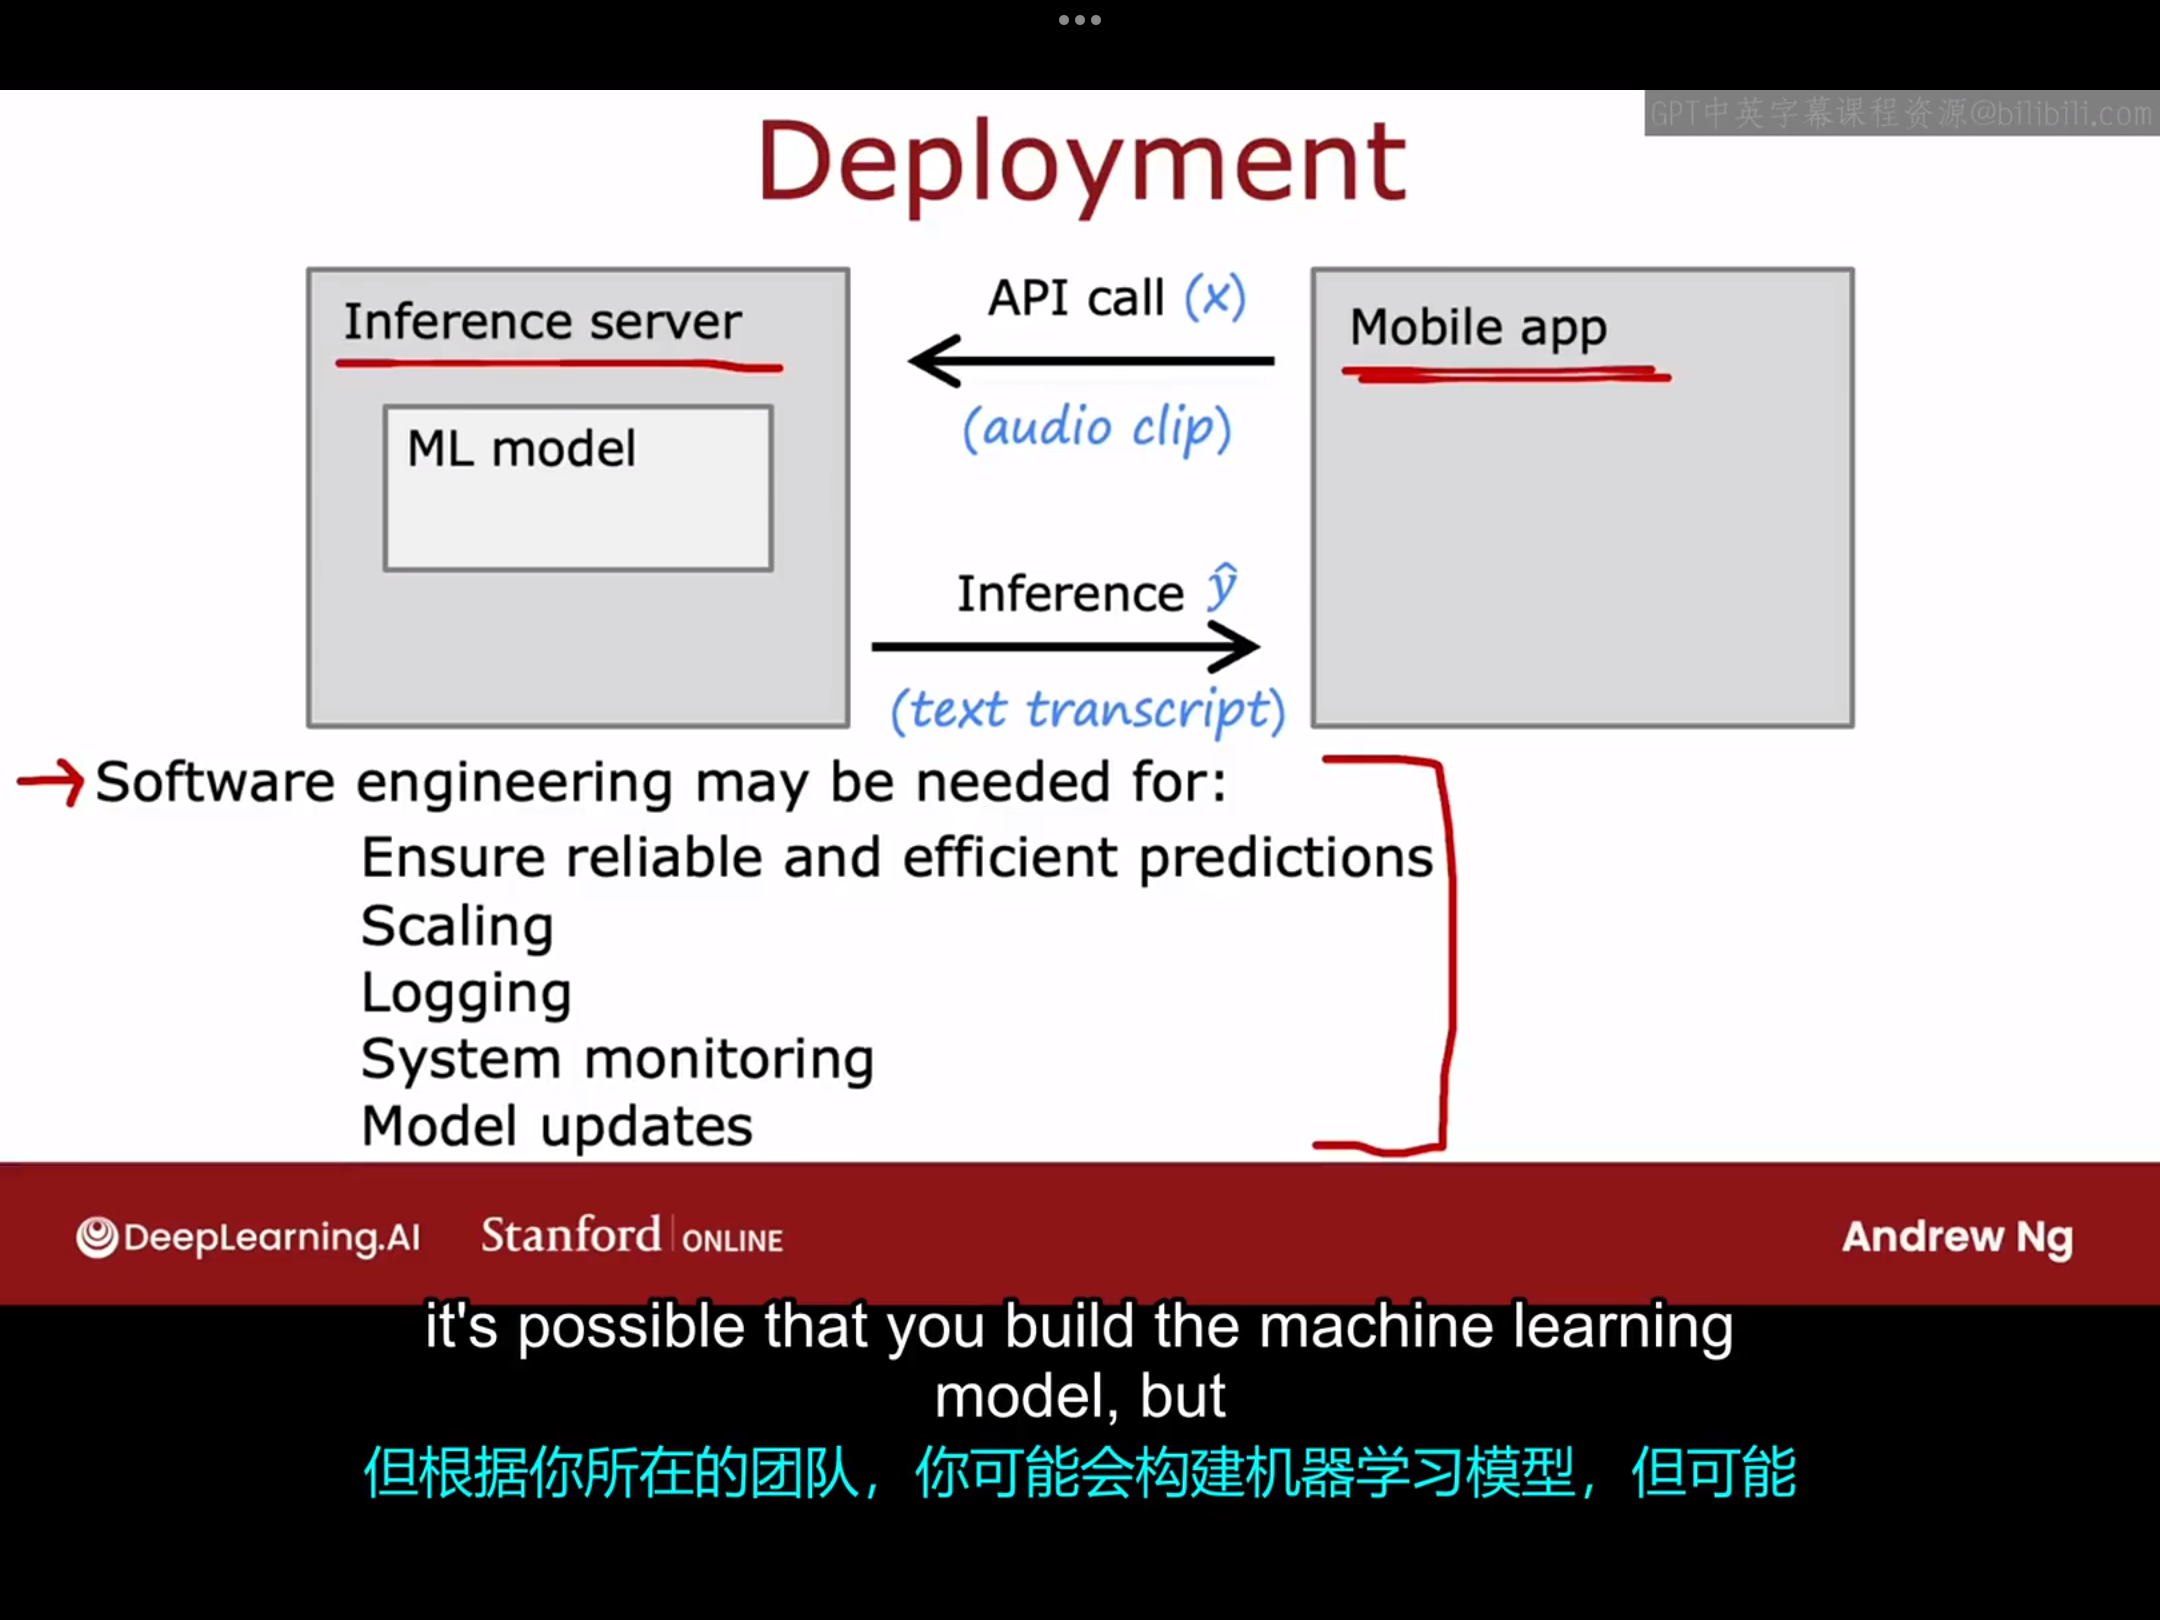 GPT中英字幕课程资源@bilibili.com
Deployment
Inference server
ML model
API call (x)
(audio clip)
Inference ŷ
(text transcript)
Mobile app
Software engineering may be needed for:
Ensure reliable and efficient predictions
Scaling
Logging
System monitoring
Model updates
DeepLearning.AI
Stanford ONLINE
Andrew Ng
it's possible that you build the machine learning
model, but
但根据你所在的团队，你可能会构建机器学习模型，但可能